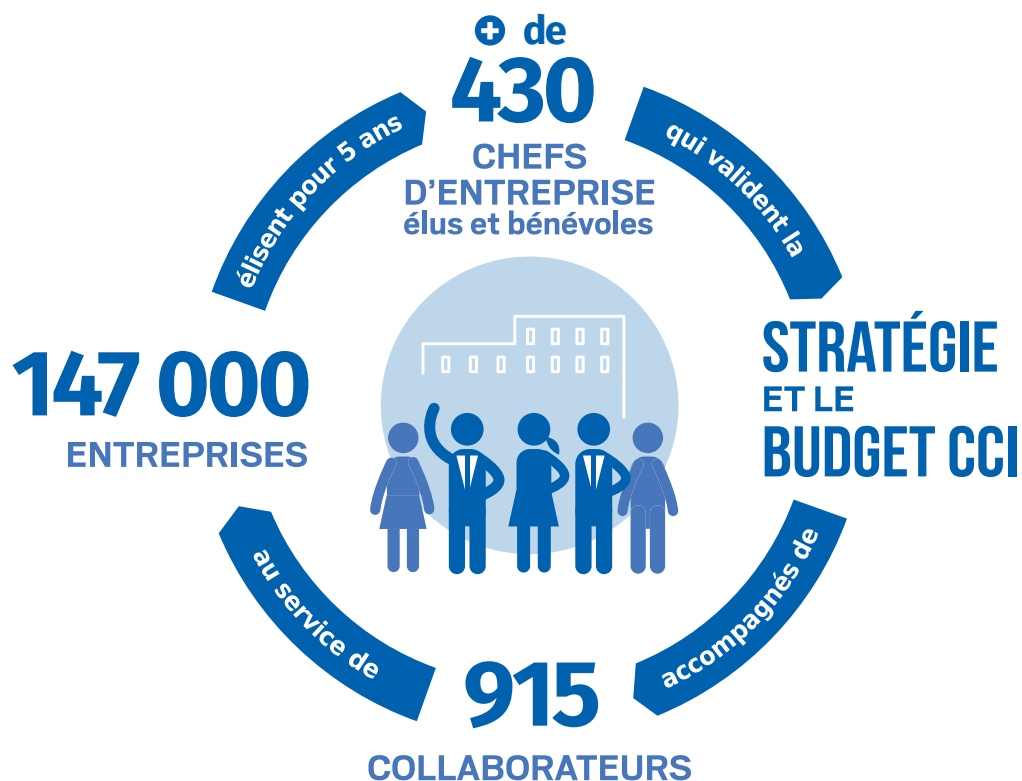 + de
430
CHEFS
D'ENTREPRISE
élus et bénévoles
qui valident la
STRATÉGIE
ET LE
BUDGET CCI
accompagnés de
915
COLLABORATEURS
au service de
147 000
ENTREPRISES
élisent pour 5 ans